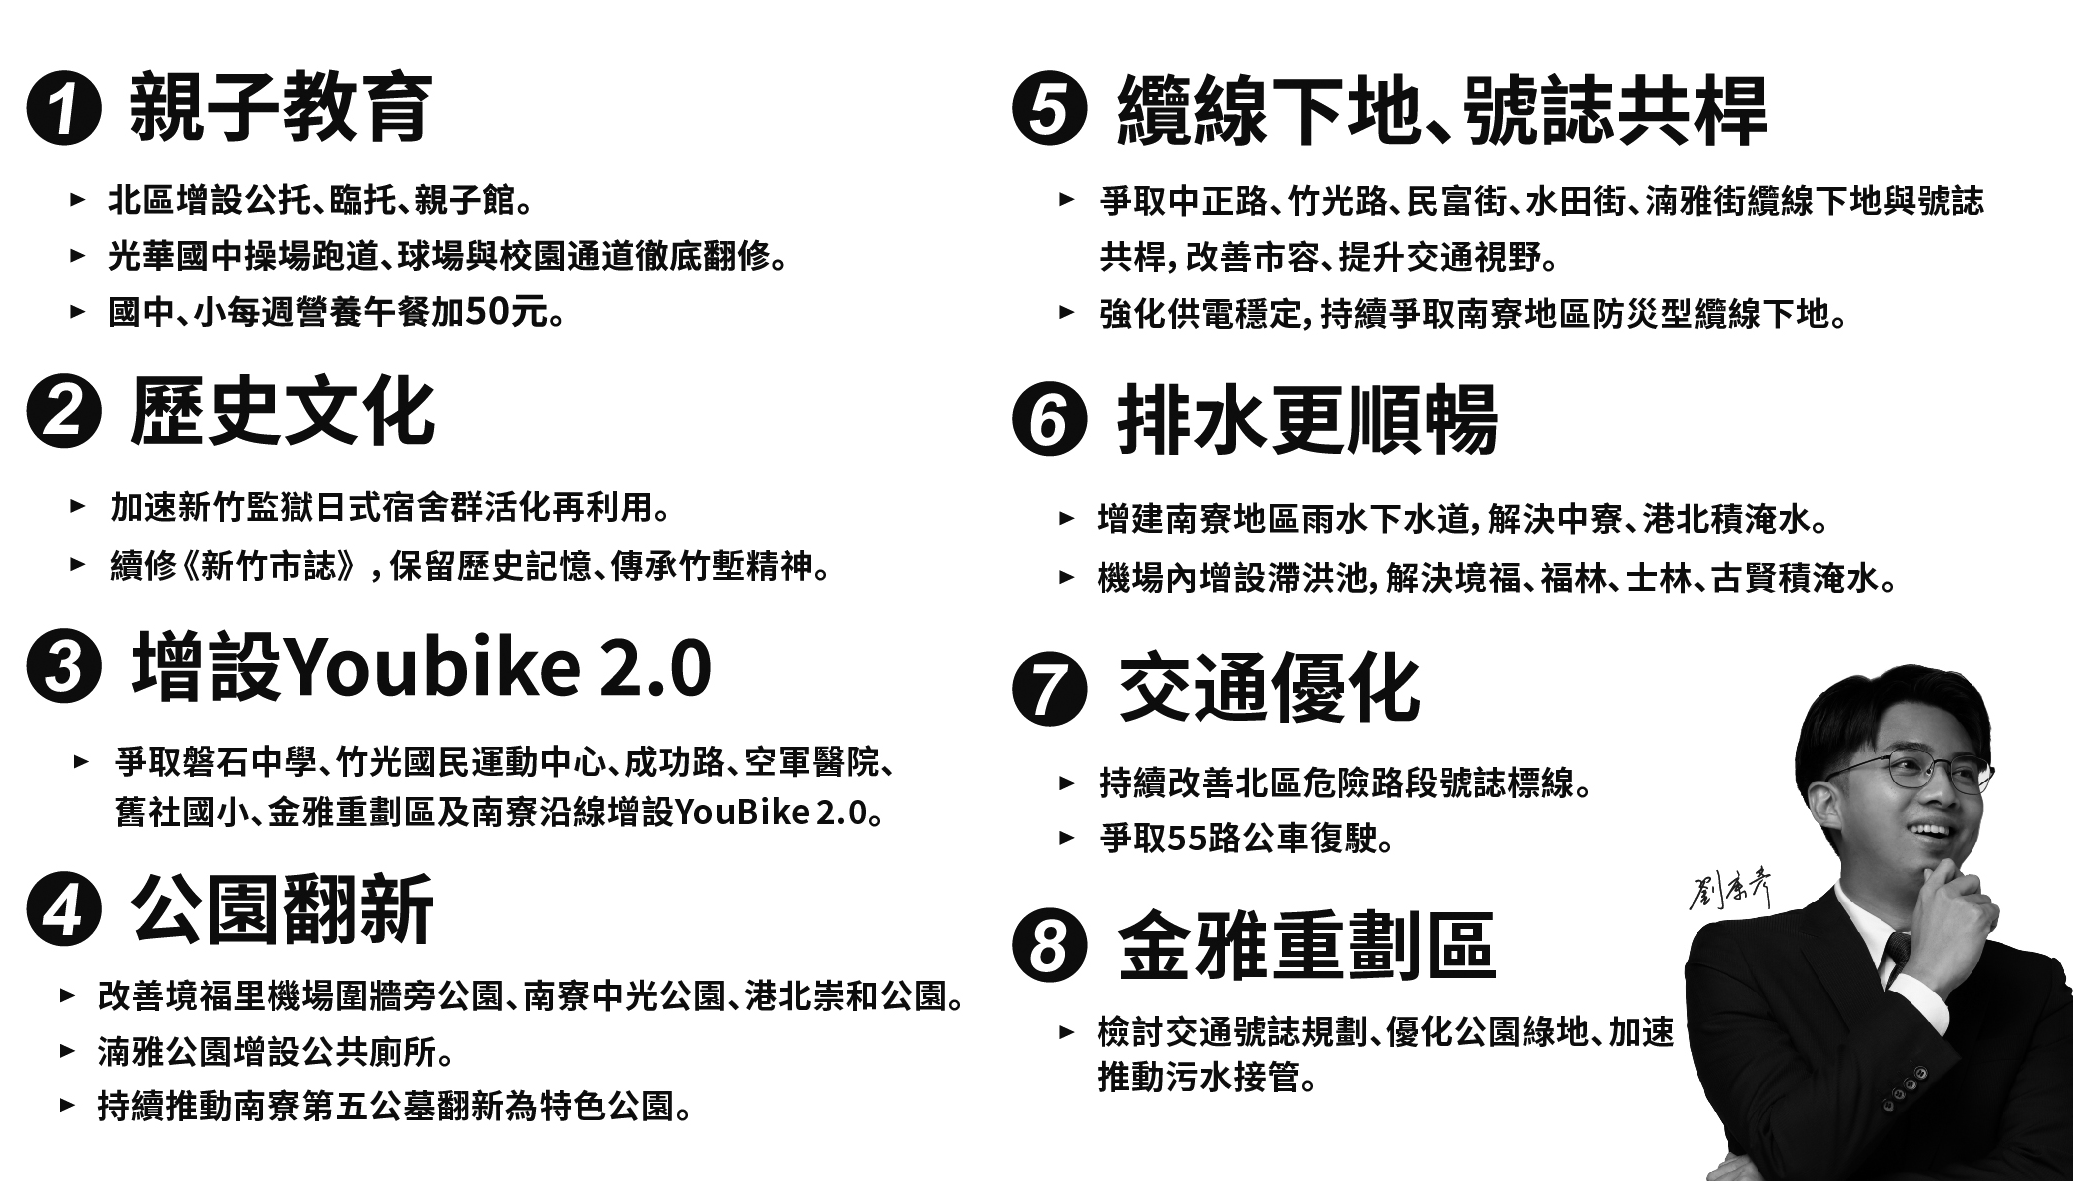 1 親子教育
► 北區增設公托、臨托、親子館。
► 光華國中操場跑道、球場與校園通道徹底翻修。
► 國中、小每週營養午餐加50元。
2 歷史文化
► 加速新竹監獄日式宿舍群活化再利用。
► 續修《新竹市誌》，保留歷史記憶、傳承竹塹精神。
3 增設Youbike 2.0
► 爭取磐石中學、竹光國民運動中心、成功路、空軍醫院、
舊社國小、金雅重劃區及南寮沿線增設YouBike 2.0。
4 公園翻新
► 改善境福里機場圍牆旁公園、南寮中光公園、港北崇和公園。
► 湳雅公園增設公共廁所。
► 持續推動南寮第五公墓翻新為特色公園。
5 纜線下地、號誌共桿
► 爭取中正路、竹光路、民富街、水田街、湳雅街纜線下地與號誌
共桿，改善市容、提升交通視野。
► 強化供電穩定，持續爭取南寮地區防災型纜線下地。
6 排水更順暢
► 增建南寮地區雨水下水道，解決中寮、港北積淹水。
► 機場內增設滯洪池，解決境福、福林、士林、古賢積淹水。
7 交通優化
► 持續改善北區危險路段號誌標線。
► 爭取55路公車復駛。
8 金雅重劃區
► 檢討交通號誌規劃、優化公園綠地、加速
推動污水接管。
劉康彥